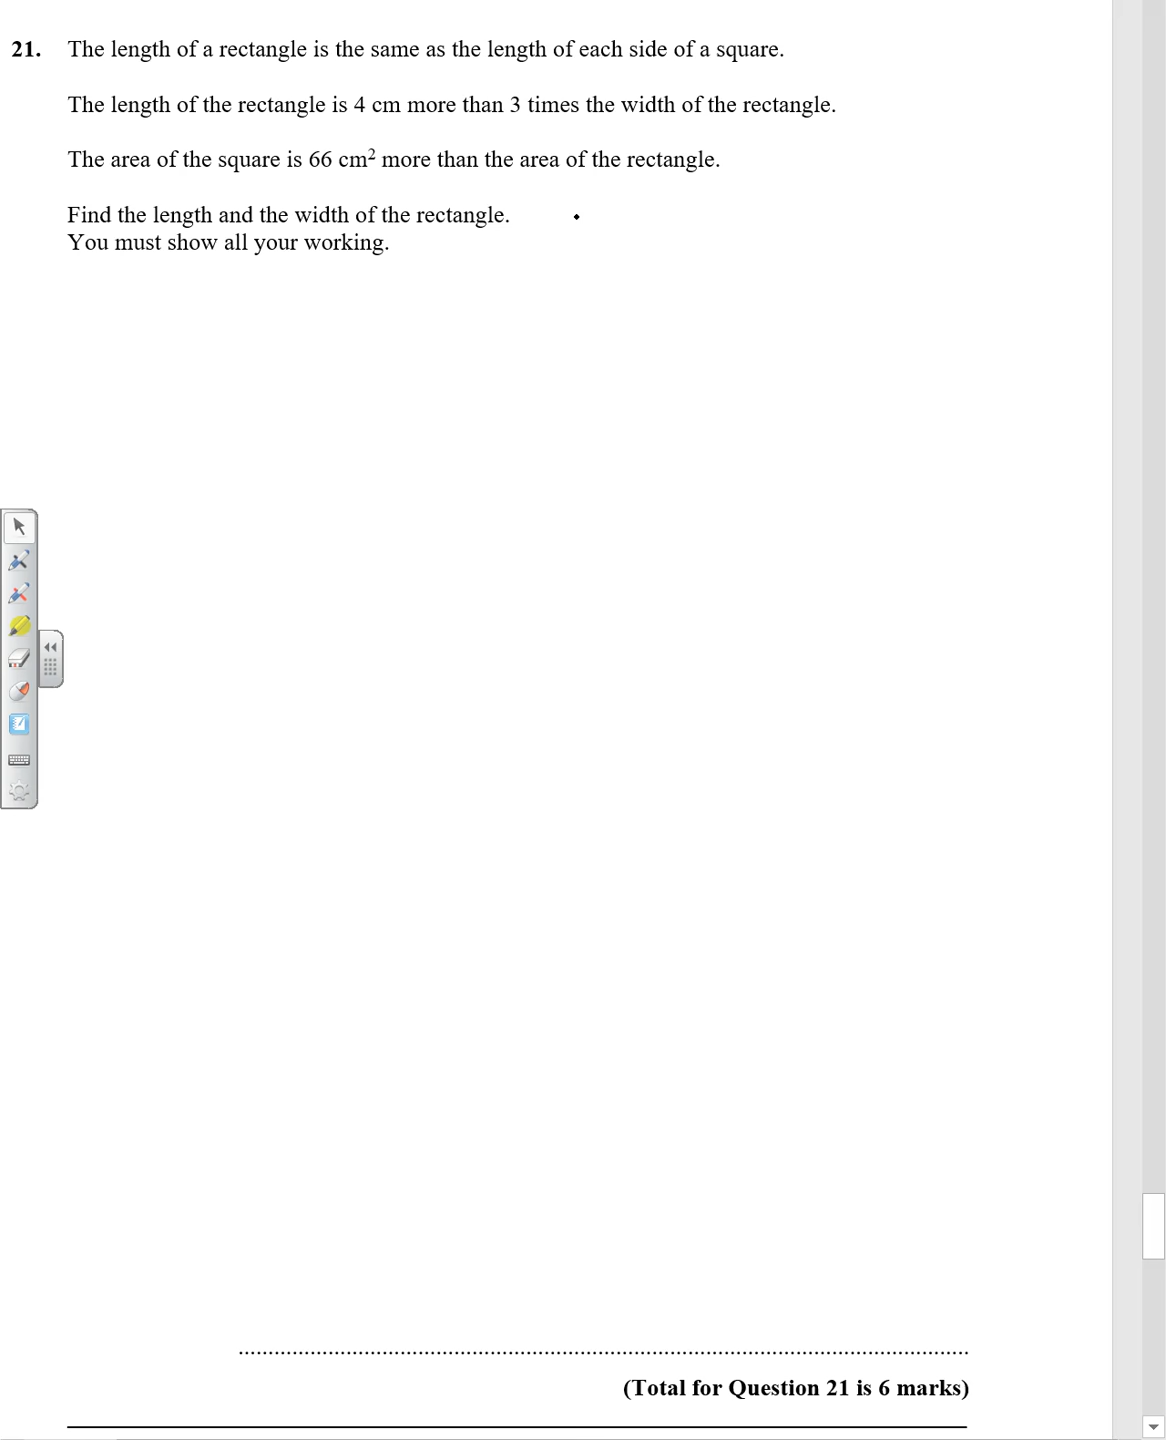 21. The length of a rectangle is the same as the length of each side of a square.
The length of the rectangle is 4 cm more than 3 times the width of the rectangle.
The area of the square is 66 cm² more than the area of the rectangle.
Find the length and the width of the rectangle.
You must show all your working.
..........................................................................................................................
(Total for Question 21 is 6 marks)